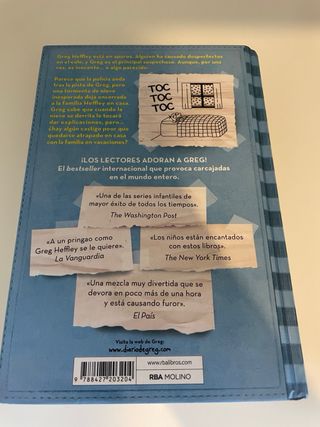 Greg Heffley está en apuros. Alguien ha causado desperfectos
en el cole, y Greg es el principal sospechoso. Aunque, por una
vez, es inocente... o algo parecido.
Parece que la policía anda
tras la pista de Greg, pero
una tormenta de nieve
inesperada deja encerrada
a la familia Heffley en casa.
Greg sabe que cuando la
nieve se derrita le tocará
dar explicaciones, pero...
¿hay algún castigo peor que
quedarse atrapado en casa
con la familia en vacaciones?
TOC
TOC
TOC
¡LOS LECTORES ADORAN A GREG!
El bestseller internacional que provoca carcajadas
en el mundo entero.
«Una de las series infantiles de
mayor éxito de todos los tiempos».
The Washington Post
«A un pringao como
Greg Heffley se le quiere».
La Vanguardia
«Los niños están encantados
con estos libros».
The New York Times
«Una mezcla muy divertida que se
devora en poco más de una hora
y está causando furor».
El País
Visita la web de Greg:
www.diariodegreg.com
www.rbalibros.com
9 788427 203204
RBA MOLINO